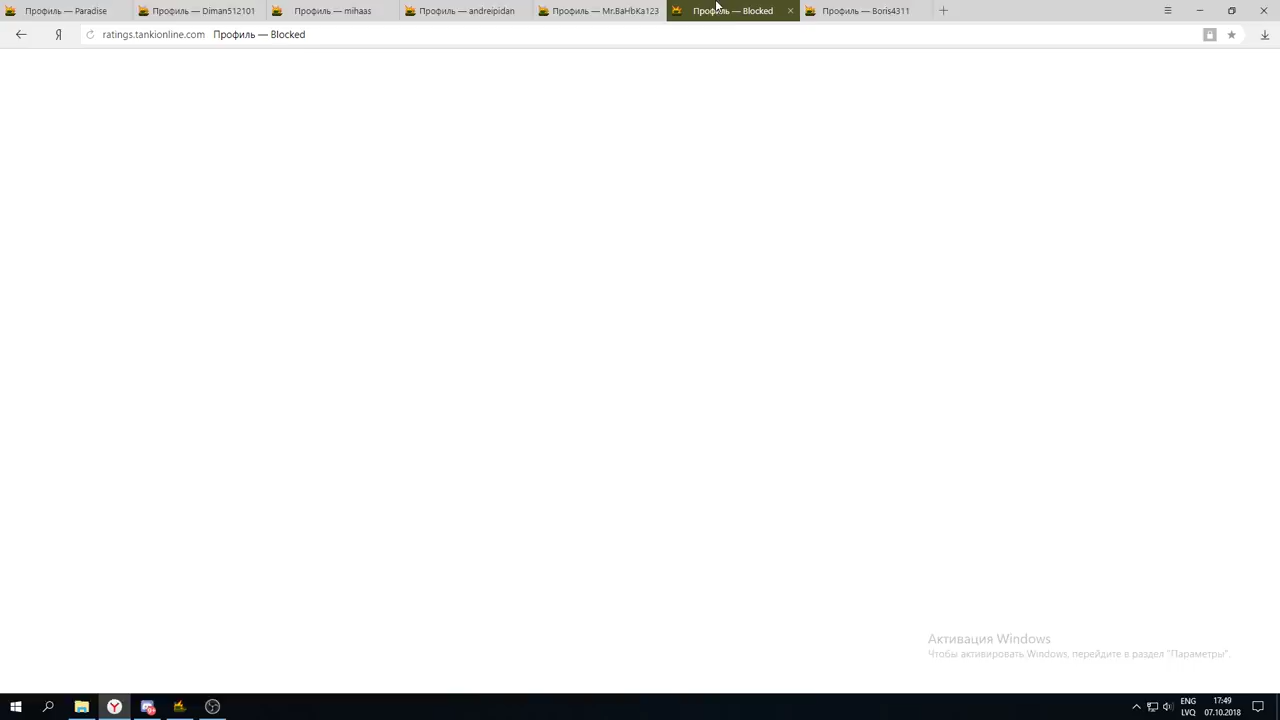 Профиль — Paradise
Профиль — Diman512101
Профиль — mihaas
Профиль — andrejpidan
Профиль — Mr.BaHbKa123
Профиль — Blocked
Профиль — Boris4311
Я
ratings.tankionline.com Профиль — Blocked
Активация Windows
Чтобы активировать Windows, перейдите в раздел "Параметры".
ENG
LVQ
17:49
07.10.2018